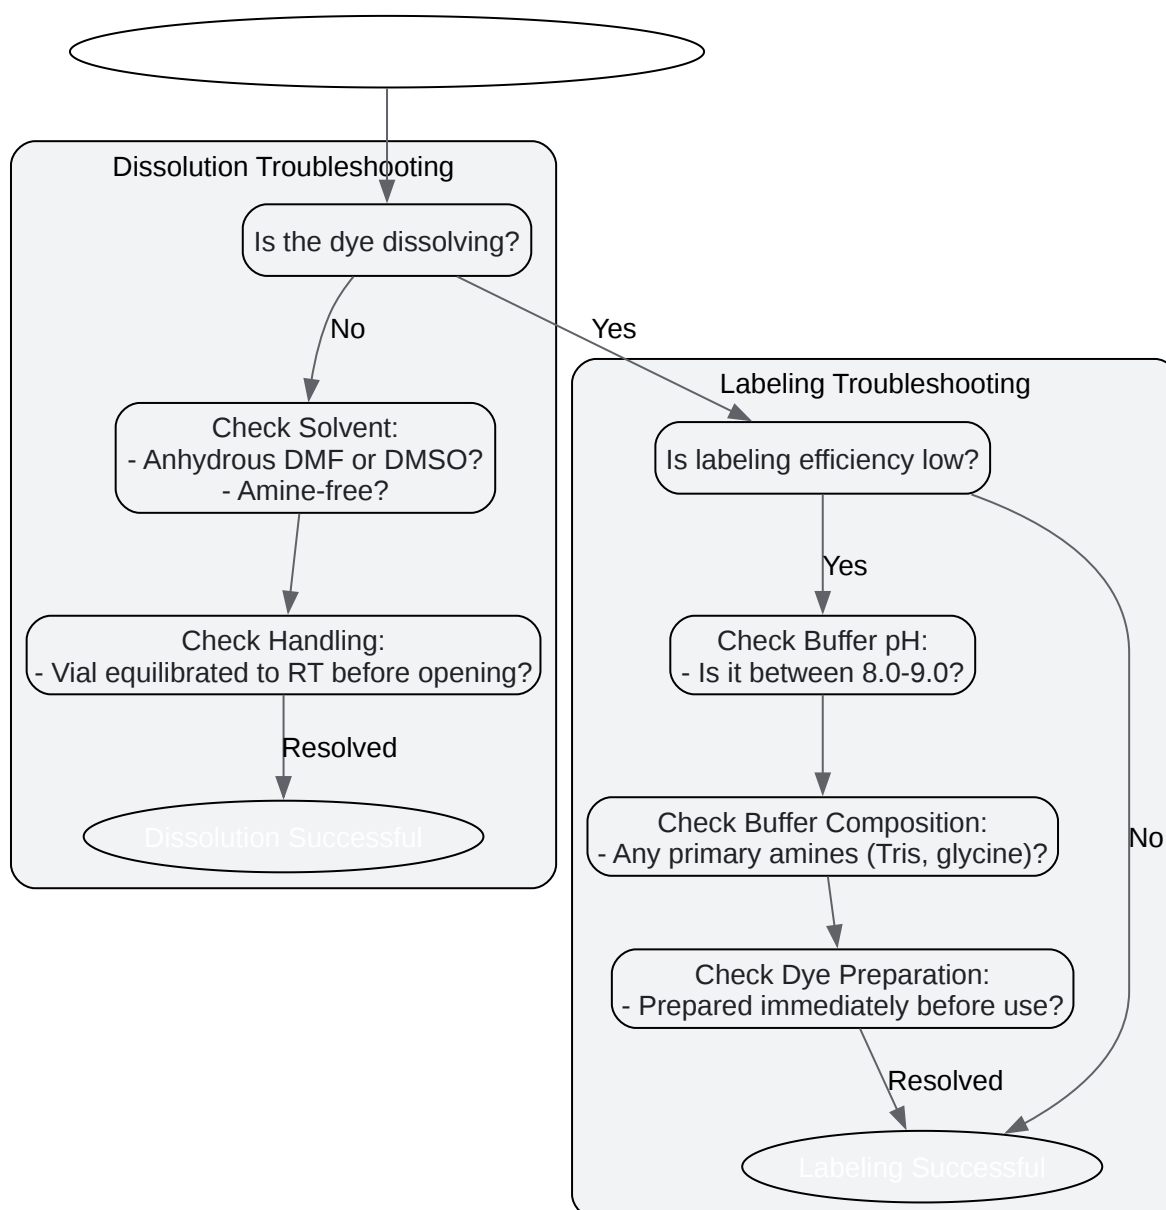 Dissolution Troubleshooting
Is the dye dissolving?
No
Yes
Check Solvent:
- Anhydrous DMF or DMSO?
- Amine-free?
Check Handling:
- Vial equilibrated to RT before opening?
Resolved
Dissolution Successful
Labeling Troubleshooting
Is labeling efficiency low?
Yes
No
Check Buffer pH:
- Is it between 8.0-9.0?
Check Buffer Composition:
- Any primary amines (Tris, glycine)?
Check Dye Preparation:
- Prepared immediately before use?
Resolved
Labeling Successful